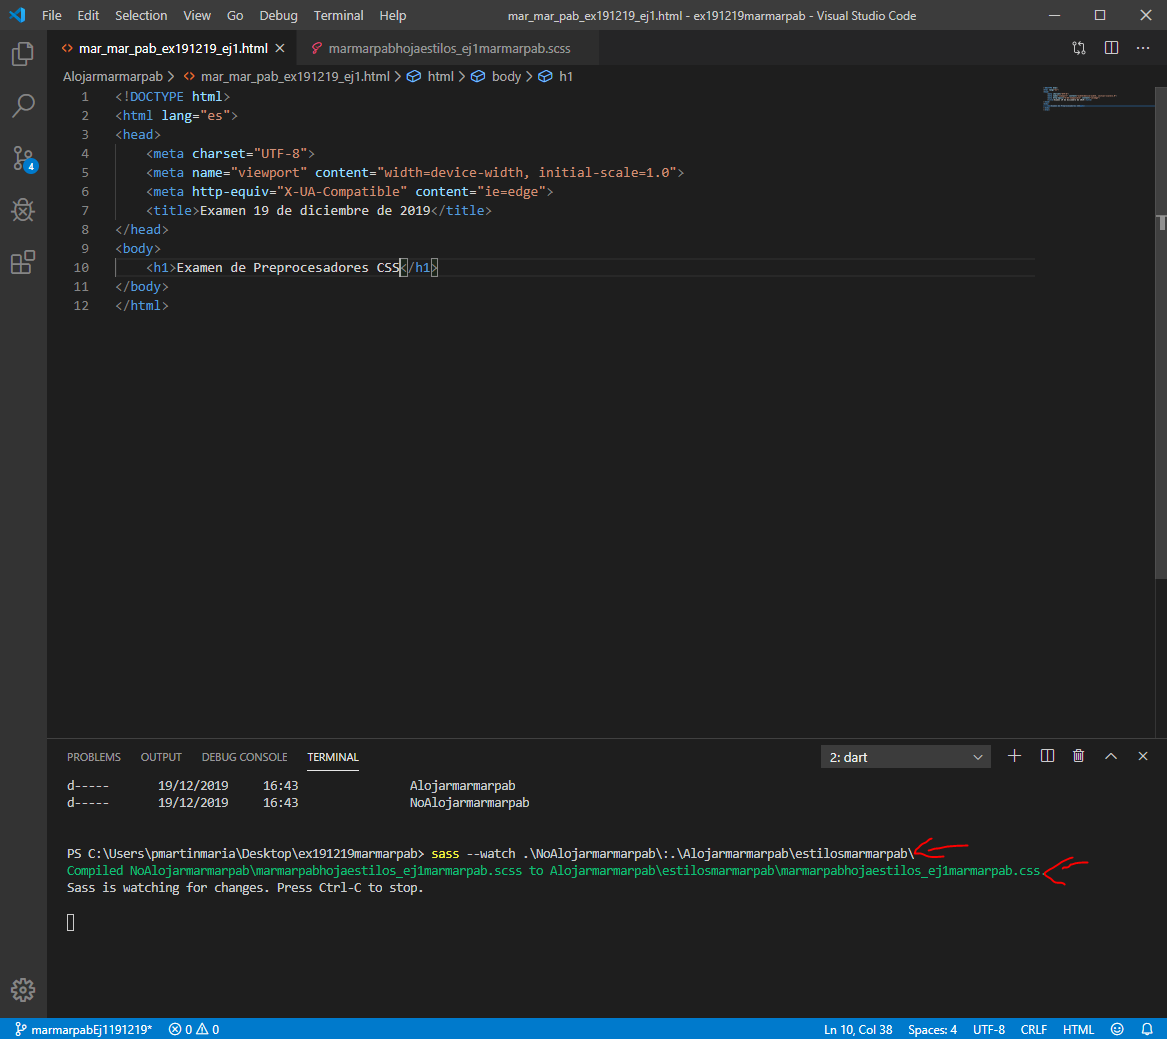 File Edit Selection View Go Debug Terminal Help mar_mar_pab_ex191219_ej1.html - ex191219marmarpab - Visual Studio Code
mar_mar_pab_ex191219_ej1.html marmarpabhojaestilos_ej1marmarpab.scss
Alojarmarmarpab > mar_mar_pab_ex191219_ej1.html > html > body > h1
1 <!DOCTYPE html>
2 <html lang="es">
3 <head>
4 <meta charset="UTF-8">
5 <meta name="viewport" content="width=device-width, initial-scale=1.0">
6 <meta http-equiv="X-UA-Compatible" content="ie=edge">
7 <title>Examen 19 de diciembre de 2019</title>
8 </head>
9 <body>
10 <h1>Examen de Preprocesadores CSS</h1>
11 </body>
12 </html>
4
PROBLEMS OUTPUT DEBUG CONSOLE TERMINAL 2: dart
d----- 19/12/2019 16:43 Alojarmarmarpab
d----- 19/12/2019 16:43 NoAlojarmarmarpab
PS C:\Users\pmartinmaria\Desktop\ex191219marmarpab> sass --watch .\NoAlojarmarmarpab\:.\Alojarmarmarpab\estilosmarmarpab\
Compiled NoAlojarmarmarpab\marmarpabhojaestilos_ej1marmarpab.scss to Alojarmarmarpab\estilosmarmarpab\marmarpabhojaestilos_ej1marmarpab.css.
Sass is watching for changes. Press Ctrl-C to stop.
marmarpabEj1191219* 0 0 Ln 10, Col 38 Spaces: 4 UTF-8 CRLF HTML